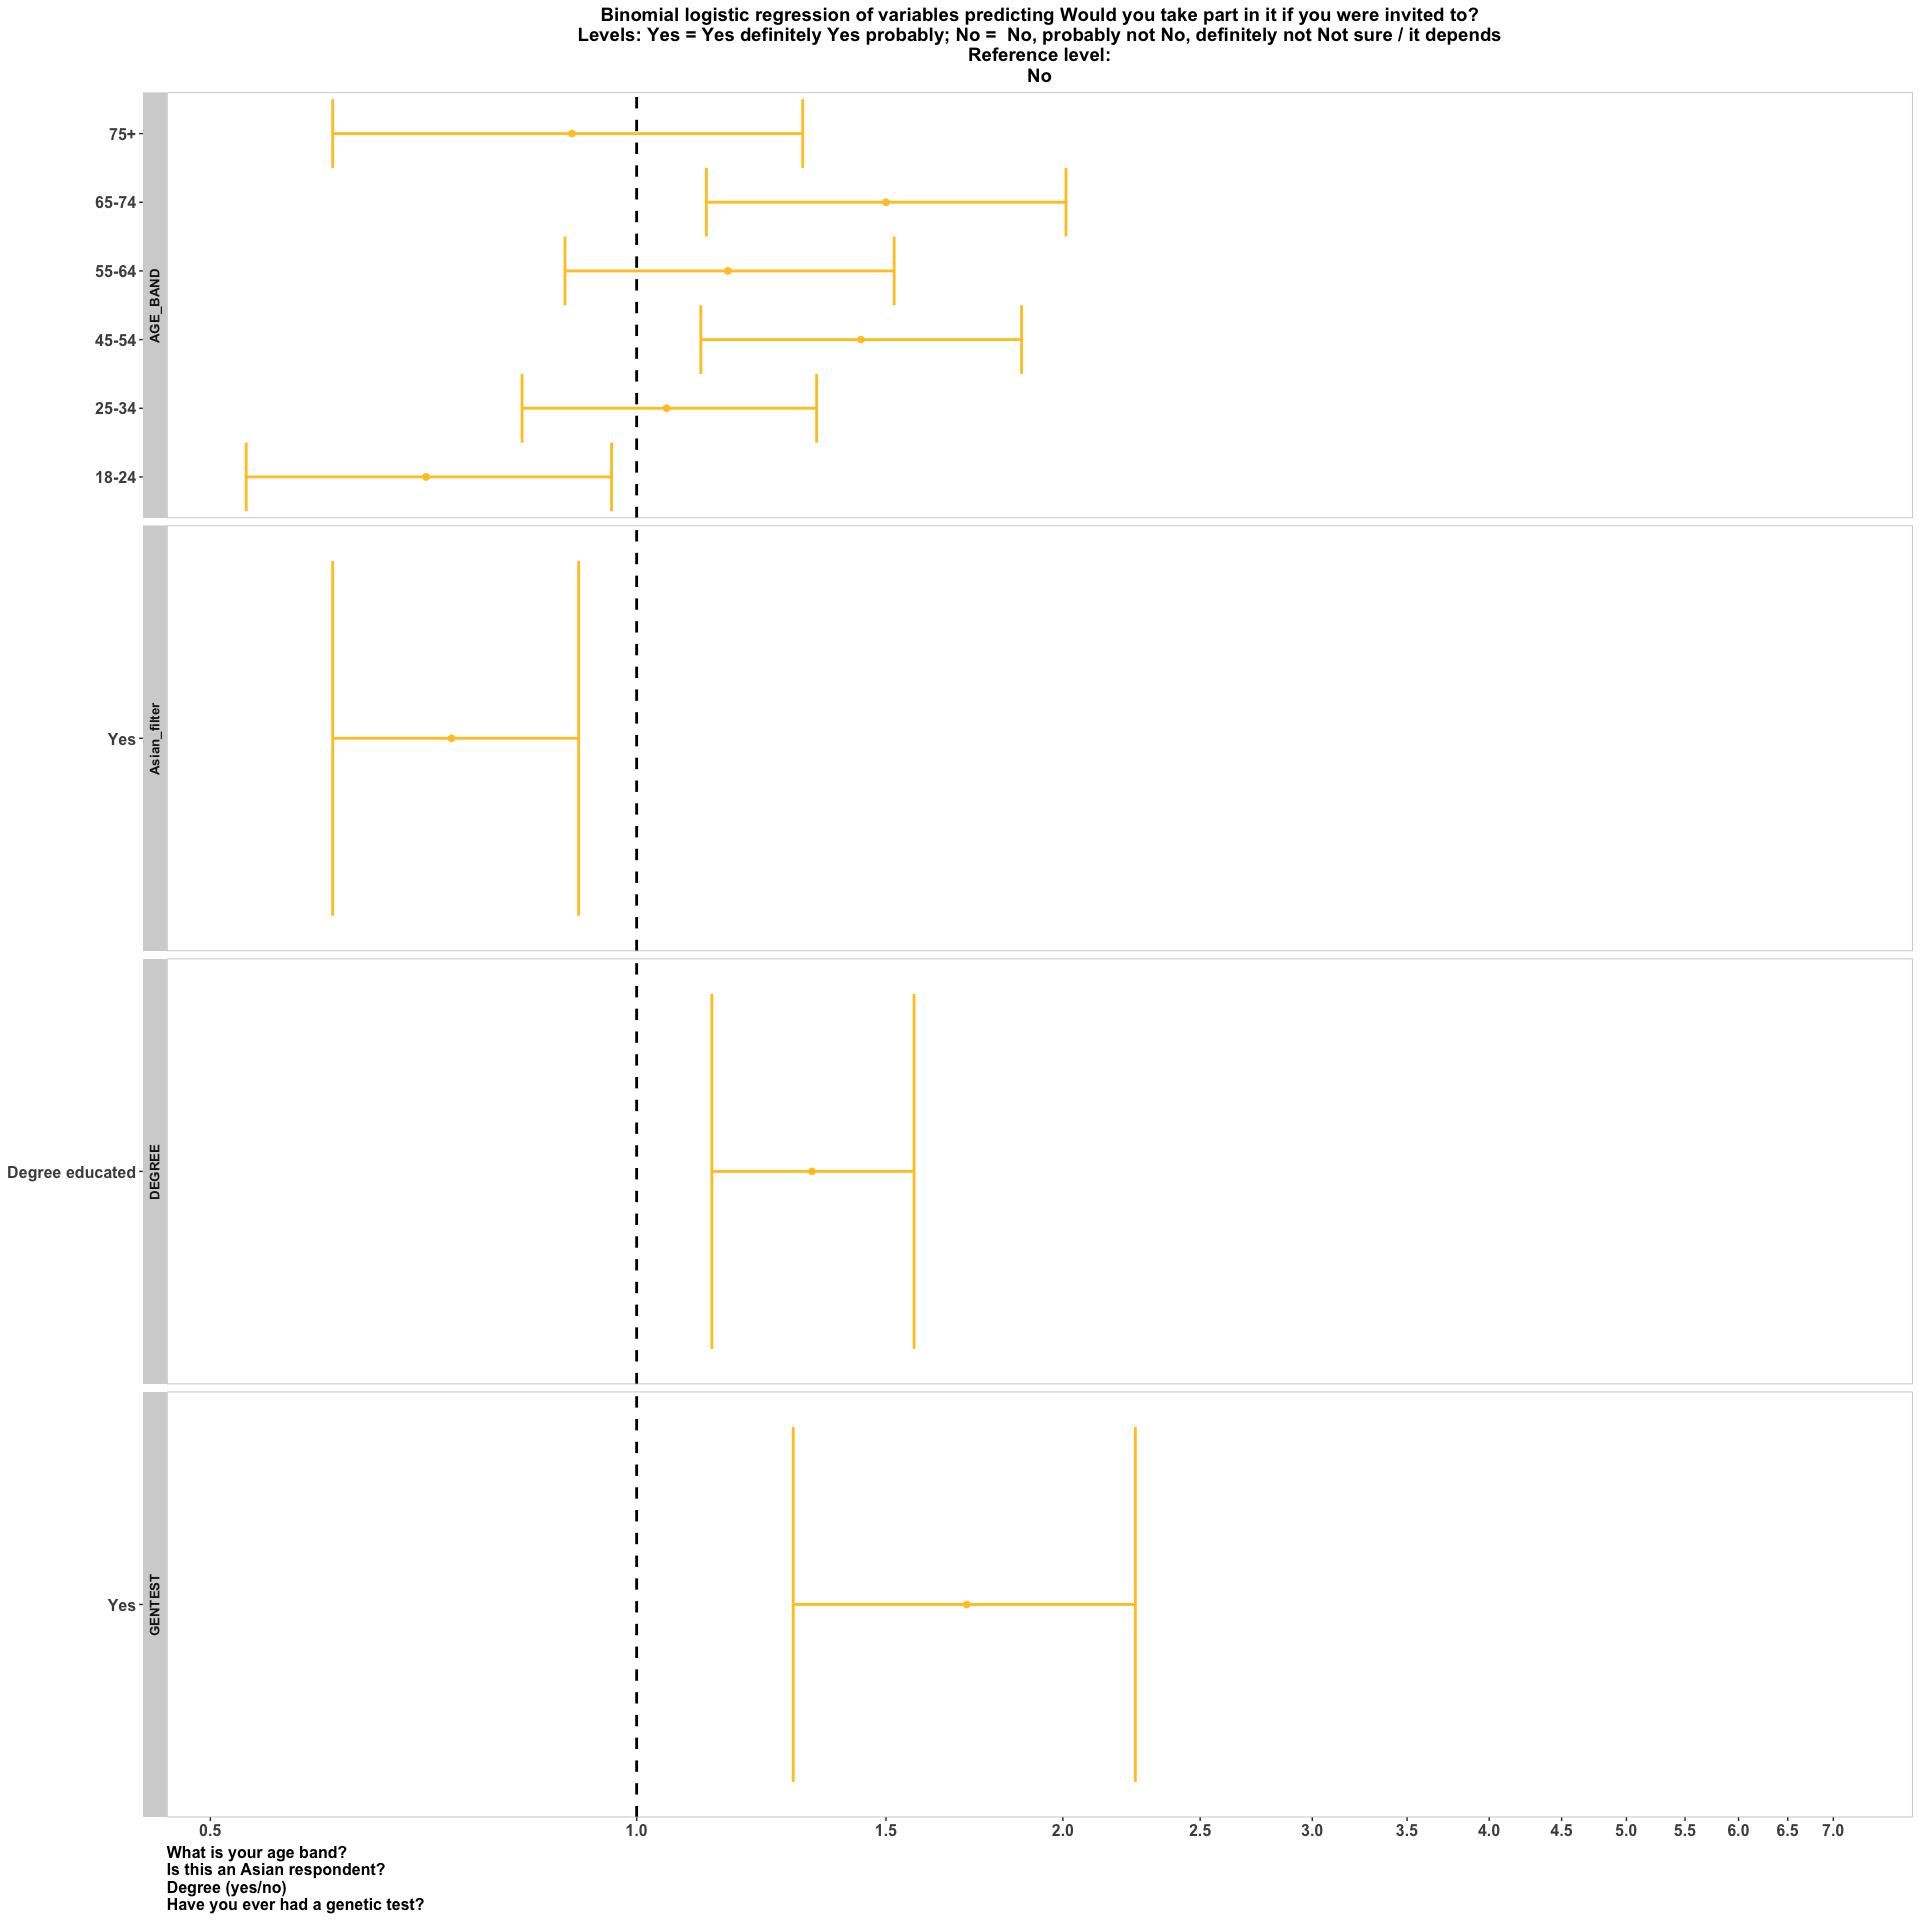 Binomial logistic regression of variables predicting Would you take part in it if you were invited to?
Levels: Yes = Yes definitely Yes probably; No =  No, probably not No, definitely not Not sure / it depends
Reference level:
No
AGE_BAND
75+
65-74
55-64
45-54
25-34
18-24
Asian_filter
Yes
DEGREE
Degree educated
GENTEST
Yes
0.5 1.0 1.5 2.0 2.5 3.0 3.5 4.0 4.5 5.0 5.5 6.0 6.5 7.0
What is your age band?
Is this an Asian respondent?
Degree (yes/no)
Have you ever had a genetic test?